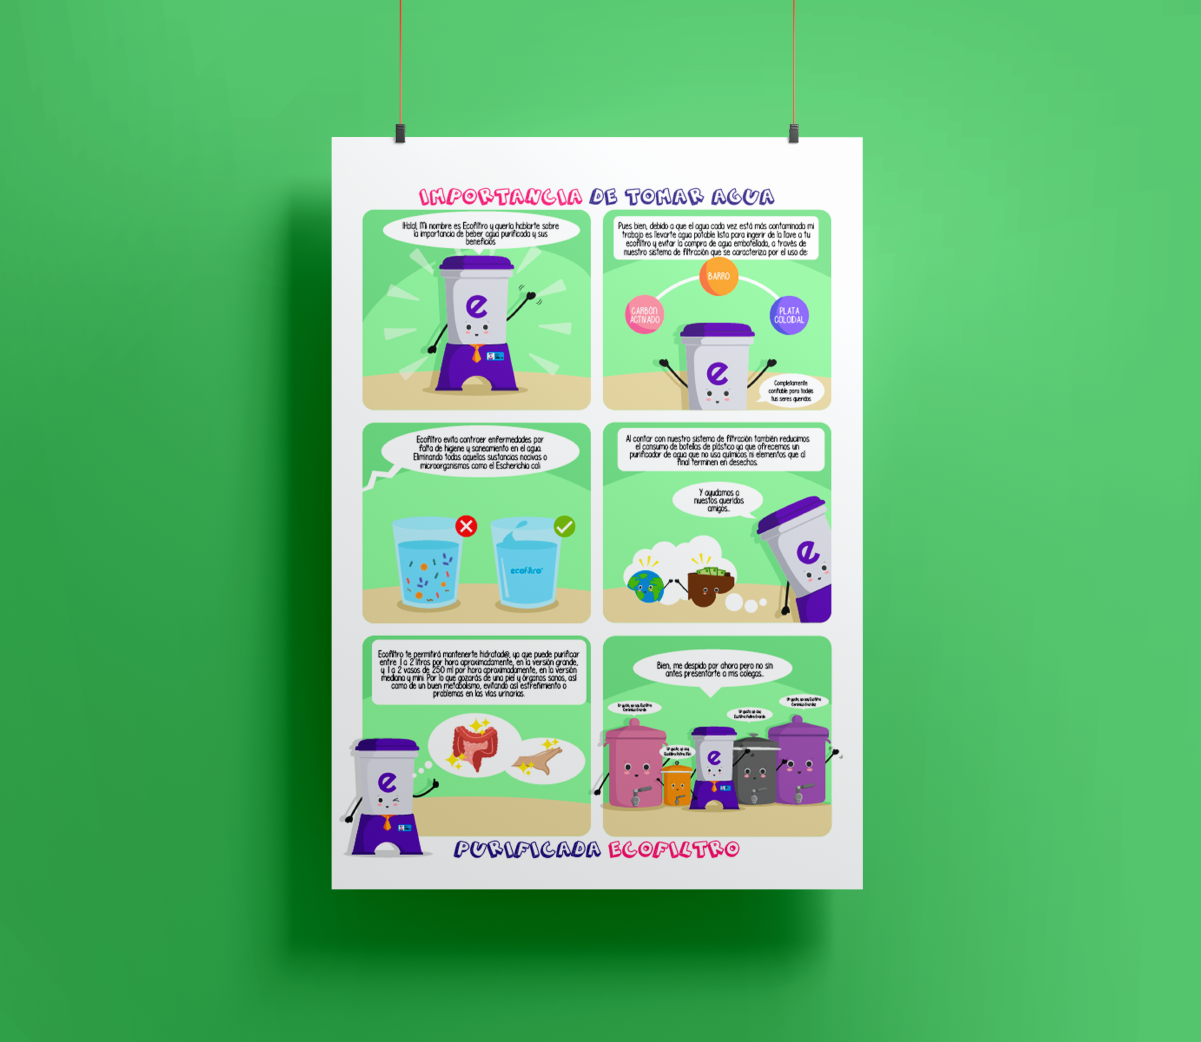 IMPORTANCIA DE TOMAR AGUA
¡Hola!, Mi nombre es Ecofiltro y quería hablarte sobre
la importancia de beber agua purificada y sus
beneficios
e
Pues bien, debido a que el agua cada vez está más contaminada mi
trabajo es llevarte agua potable lista para ingerir de la llave a tu
ecofiltro y evitar la compra de agua embotellada, a través de
nuestro sistema de filtración que se caracteriza por el uso de:
BARRO
CARBÓN
ACTIVADO
PLATA
COLOIDAL
e
Completamente
confiable para todos
tus seres queridos
Ecofiltro evita contraer enfermedades por
falta de higiene y saneamiento en el agua.
Eliminando todas aquellas sustancias nocivas o
microorganismos como el Escherichia coli
ecofiltro
Al contar con nuestro sistema de filtración también reducimos
el consumo de botellas de plástico ya que ofrecemos un
purificador de agua que no usa químicos ni elementos que al
final terminen en desechos.
Y ayudamos a
nuestros queridos
amigos..
e
Ecofiltro te permitirá mantenerte hidratad@, ya que puede purificar
entre 1 a 2 litros por hora aproximadamente, en la versión grande,
y 1 a 2 vasos de 250 ml por hora aproximadamente, en la versión
mediana y mini. Por lo que gozarás de una piel y órganos sanos, así
como de un buen metabolismo, evitando así estreñimiento o
problemas en las vías urinarias.
e
Bien, me despido por ahora pero no sin
antes presentarte a mis colegas..
e
PURIFICADA ECOFILTRO